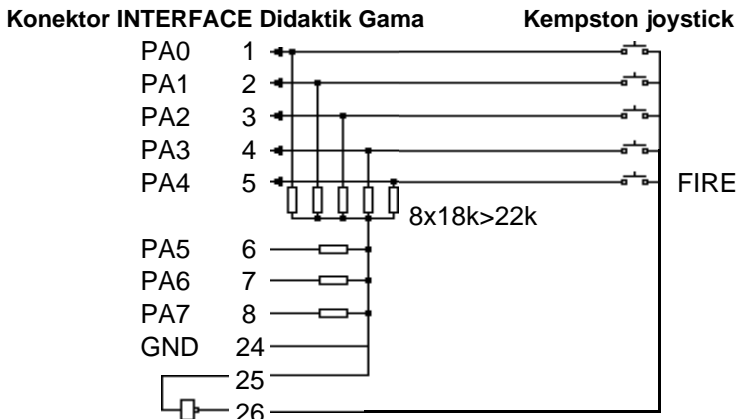 Konektor INTERFACE Didaktik Gama Kempston joystick
PA0 1
PA1 2
PA2 3
PA3 4
PA4 5 FIRE
8x18k>22k
PA5 6
PA6 7
PA7 8
GND 24
25
26